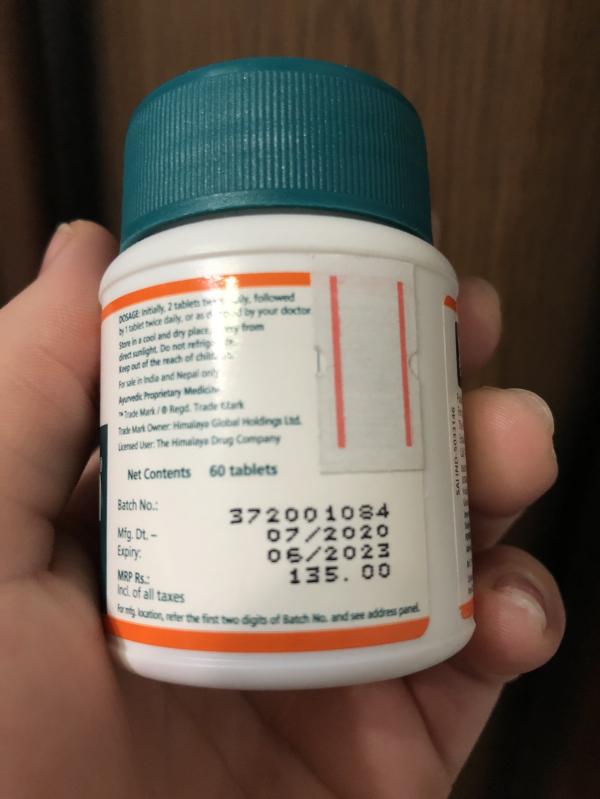 DOSAGE: Initially, 2 tablets daily, followed
by 1 tablet twice daily, or as by your doctor
Store in a cool and dry place, from
direct sunlight. Do not
Keep out of the reach of
For sale in India and Nepal only
Ayurvedic Proprietary Medicine
™ Trade Mark / ® Regd. Trade Mark
Trade Mark Owner: Himalaya Global Holdings Ltd.
Licensed User: The Himalaya Drug Company
Net Contents 60 tablets
Batch No.: 372001084
Mfg. Dt. – 07/2020
Expiry: 06/2023
MRP Rs.: 135.00
Incl. of all taxes
For mfg. location, refer the first two digits of Batch No. and see address panel.